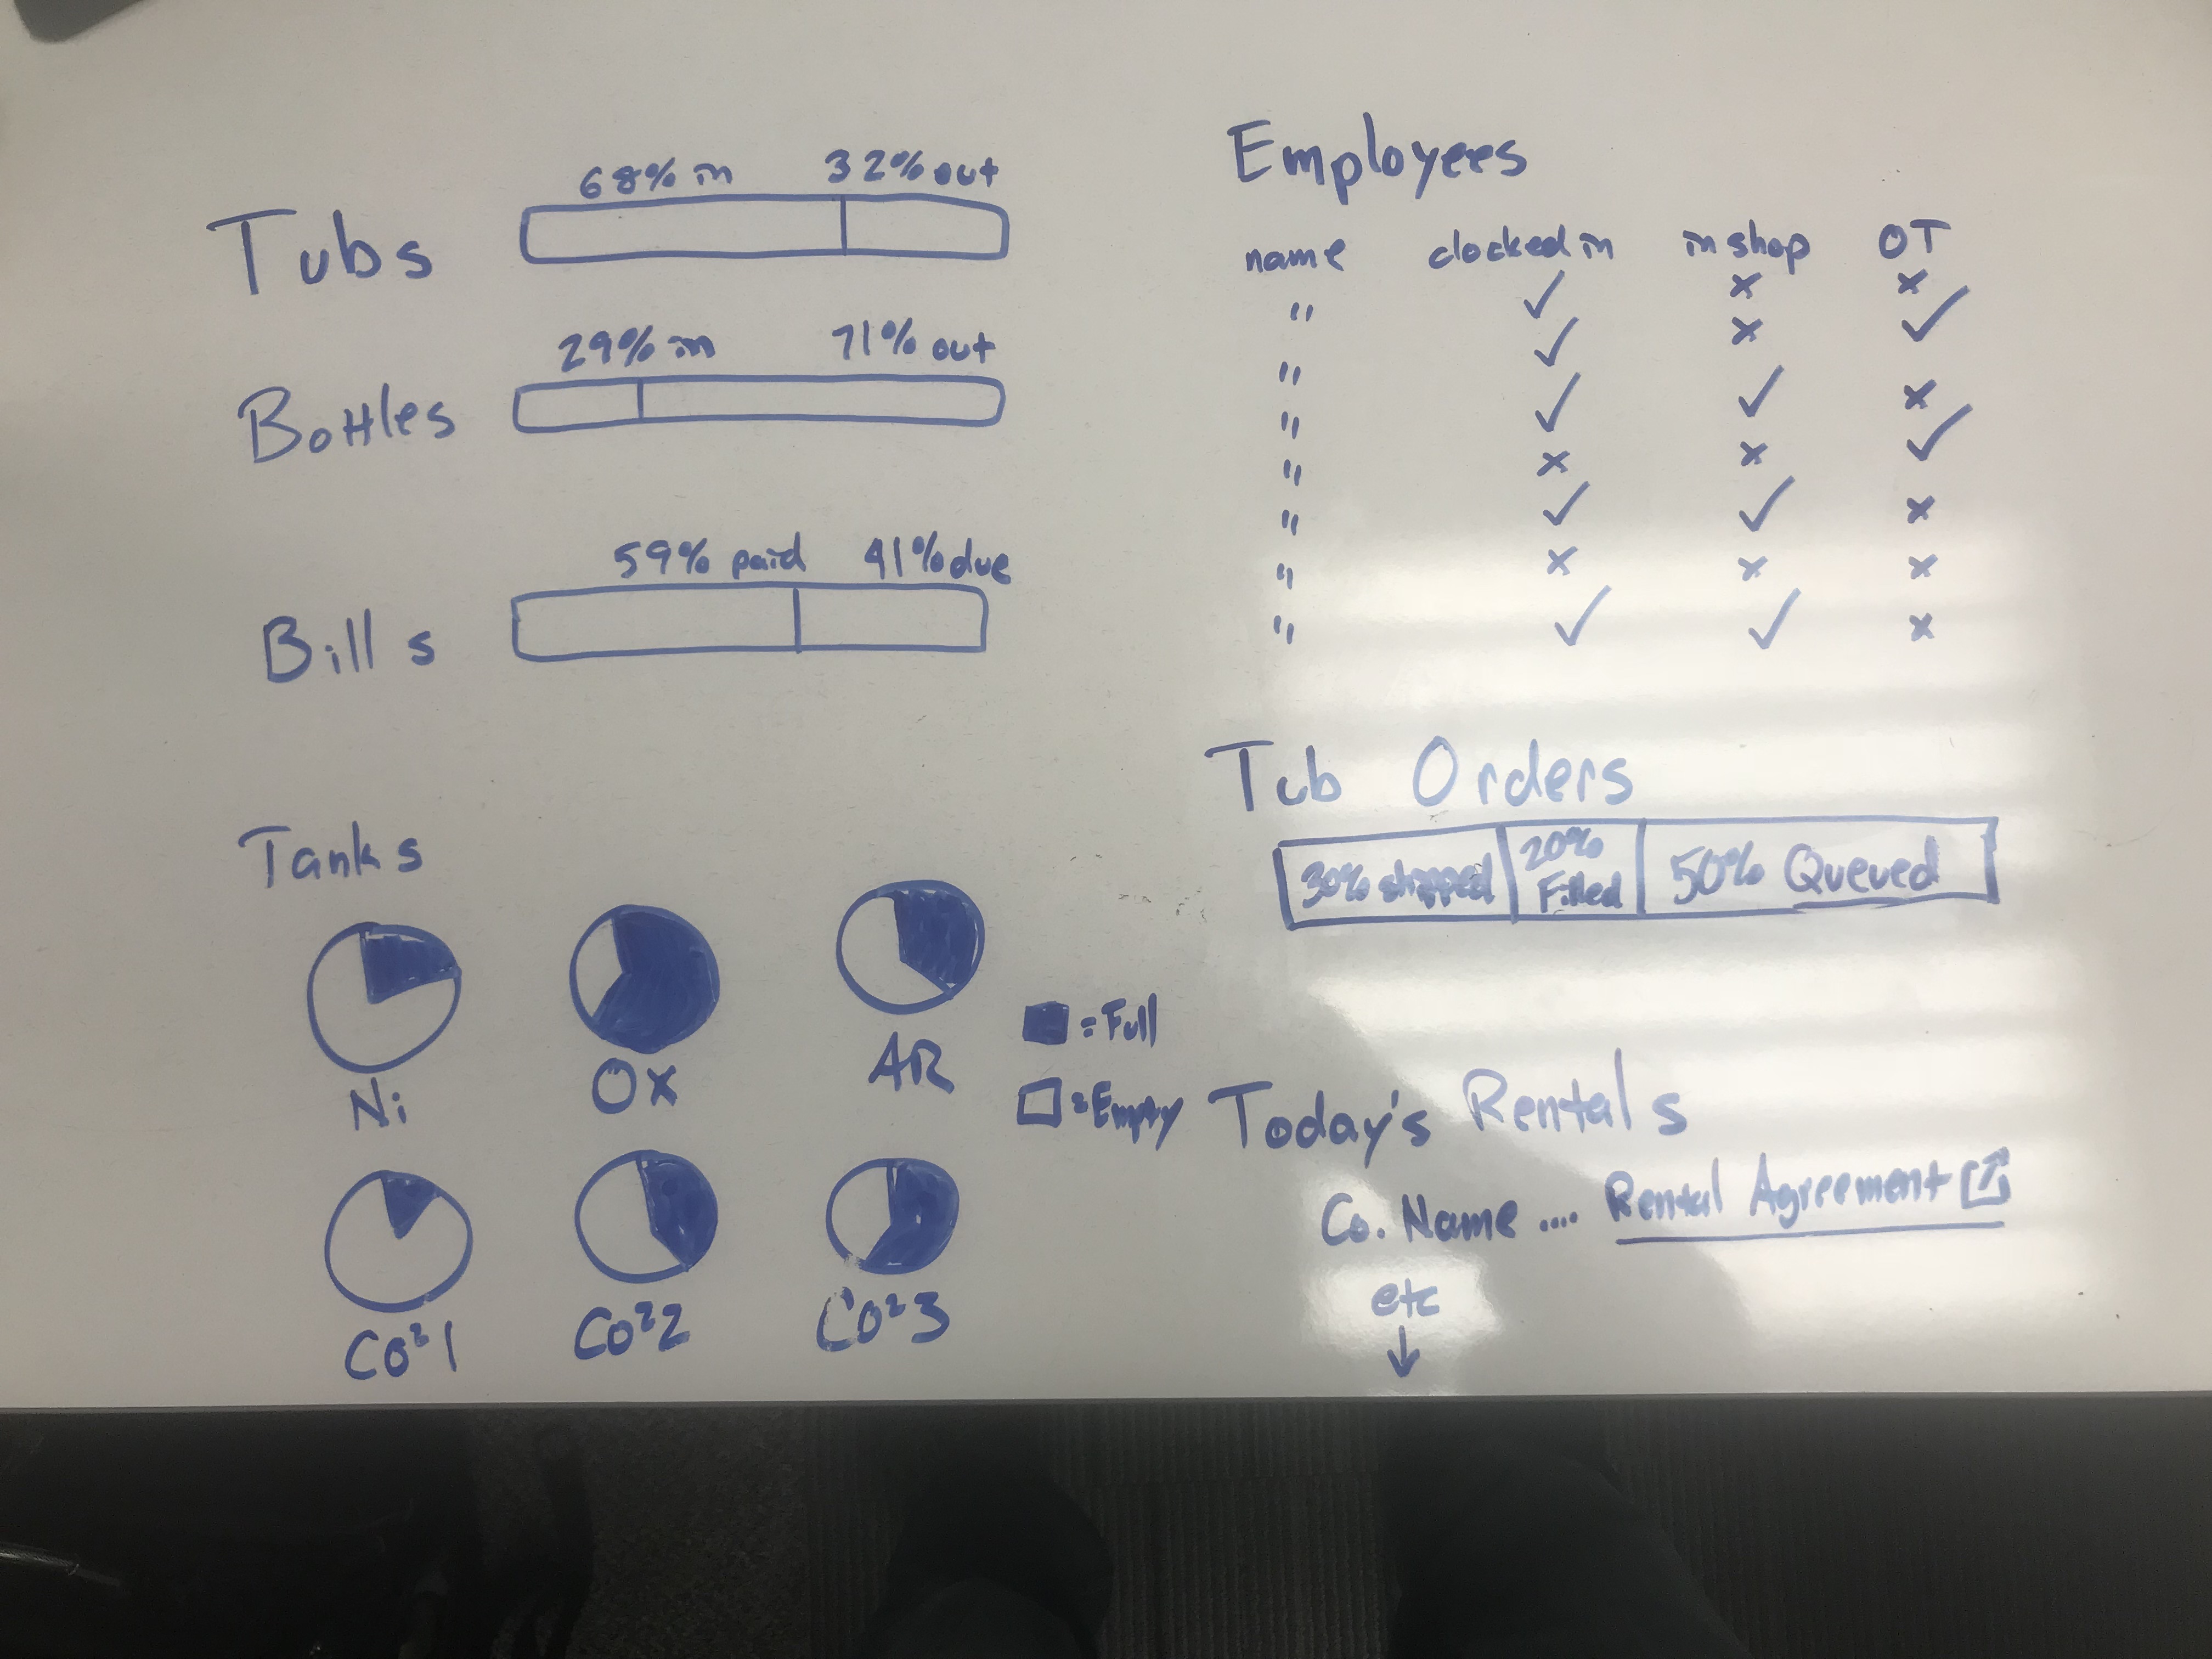 68% in 32% out
Tubs
29% in 71% out
Bottles
59% paid 41% due
Bills
Tanks
Ni
OX
AR
= Full
= Empty
Co²1
Co²2
Co²3
Employees
name clocked in in shop OT
" ✓ × ×
" ✓ × ✓
" ✓ ✓ ×
" × × ✓
" ✓ ✓ ×
" × × ×
" ✓ ✓ ×
Tub Orders
30% shipped 20% Filled 50% Queued
Today's Rentals
Co. Name .... Rental Agreement
etc
↓